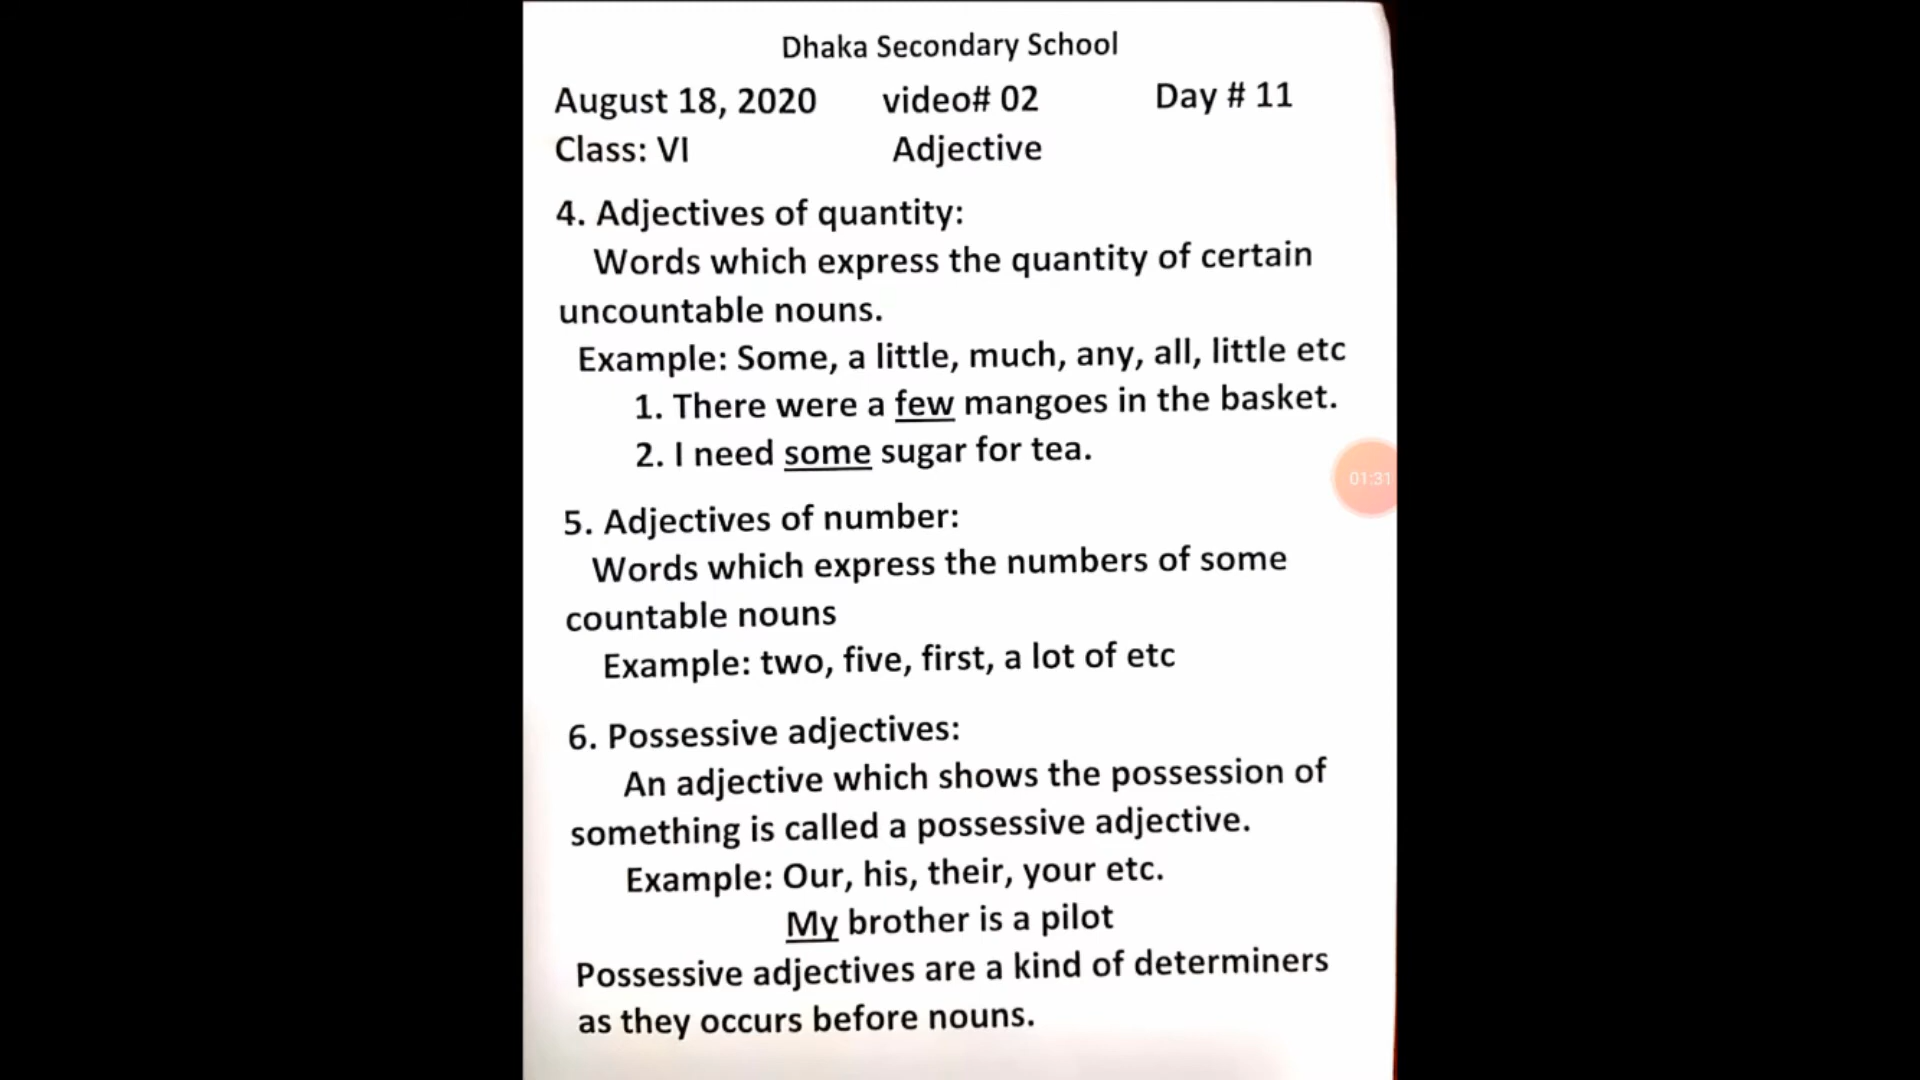 Dhaka Secondary School
August 18, 2020 video# 02 Day # 11
Class: VI Adjective
4. Adjectives of quantity:
Words which express the quantity of certain
uncountable nouns.
Example: Some, a little, much, any, all, little etc
1. There were a few mangoes in the basket.
2. I need some sugar for tea.
01:31
5. Adjectives of number:
Words which express the numbers of some
countable nouns
Example: two, five, first, a lot of etc
6. Possessive adjectives:
An adjective which shows the possession of
something is called a possessive adjective.
Example: Our, his, their, your etc.
My brother is a pilot
Possessive adjectives are a kind of determiners
as they occurs before nouns.